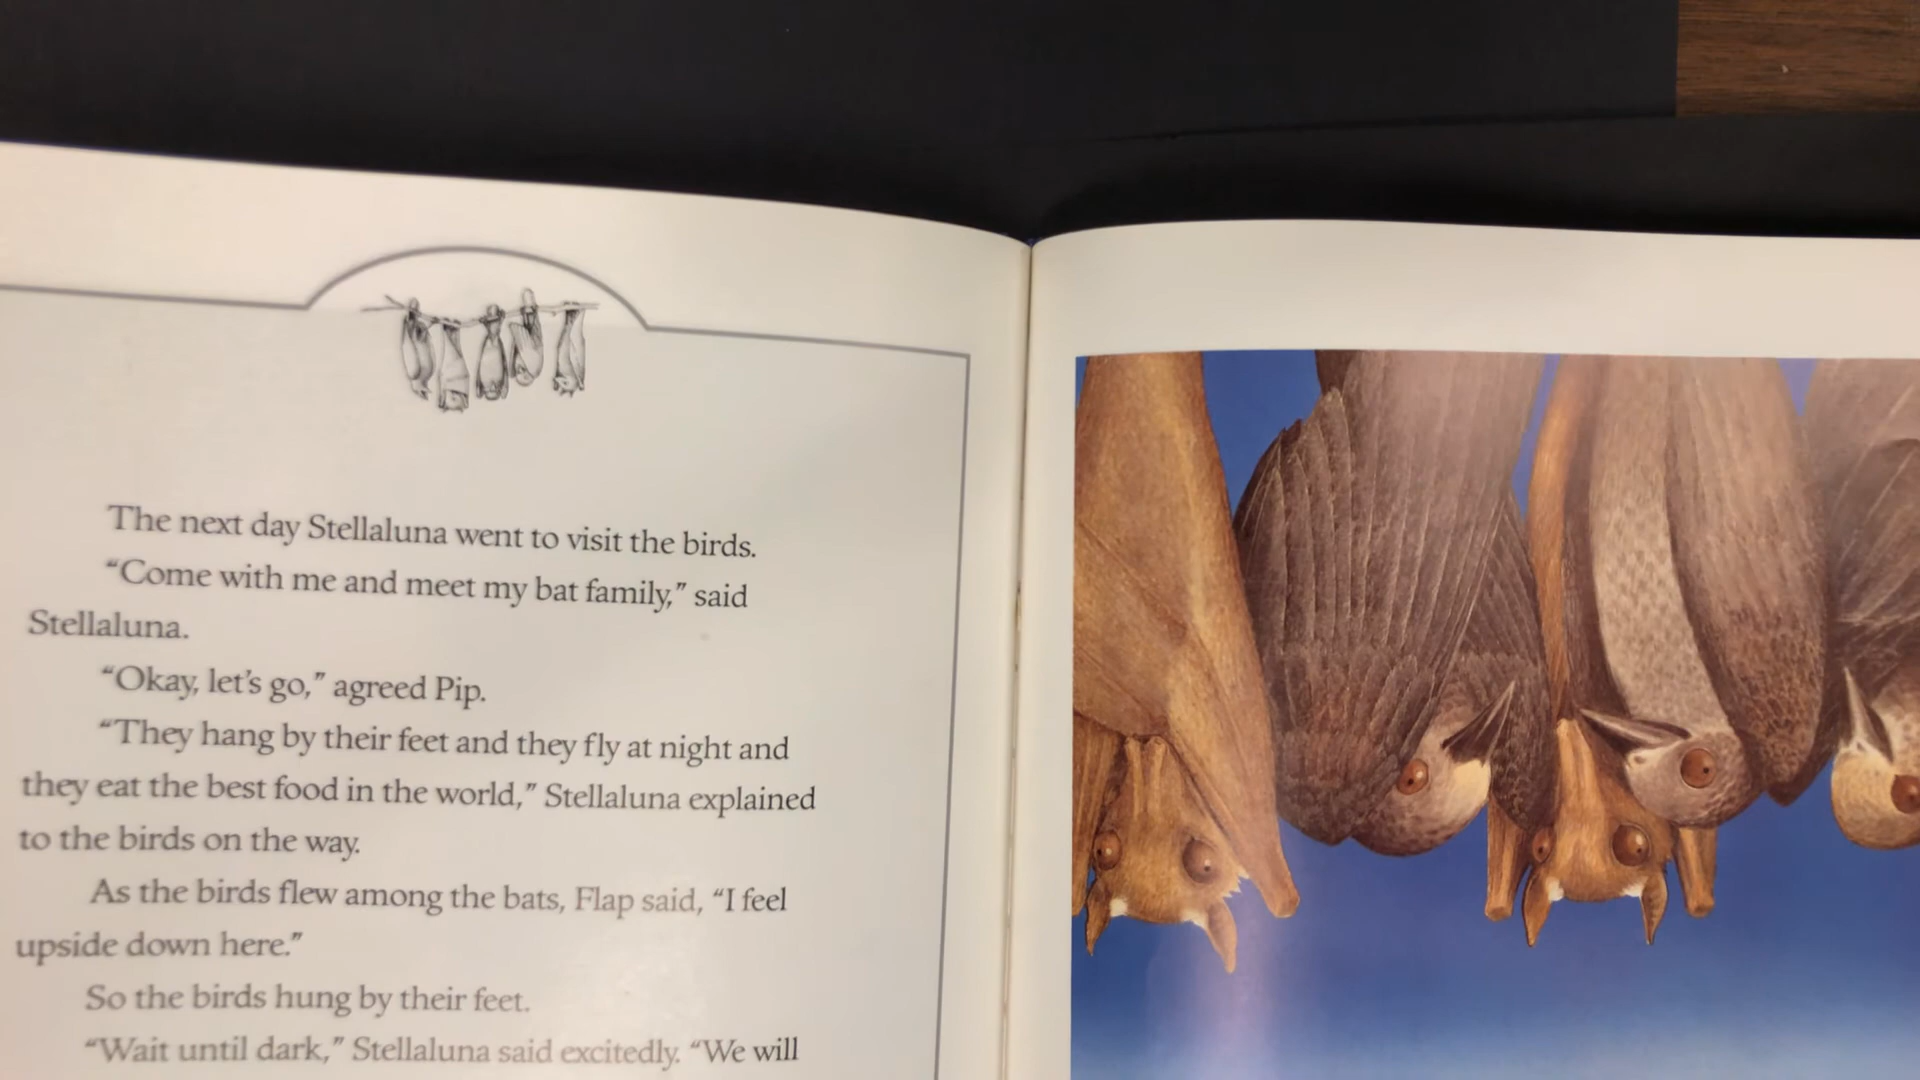 The next day Stellaluna went to visit the birds.
“Come with me and meet my bat family,” said
Stellaluna.
“Okay, let’s go,” agreed Pip.
“They hang by their feet and they fly at night and
they eat the best food in the world,” Stellaluna explained
to the birds on the way.
As the birds flew among the bats, Flap said, “I feel
upside down here.”
So the birds hung by their feet.
“Wait until dark,” Stellaluna said excitedly. “We will